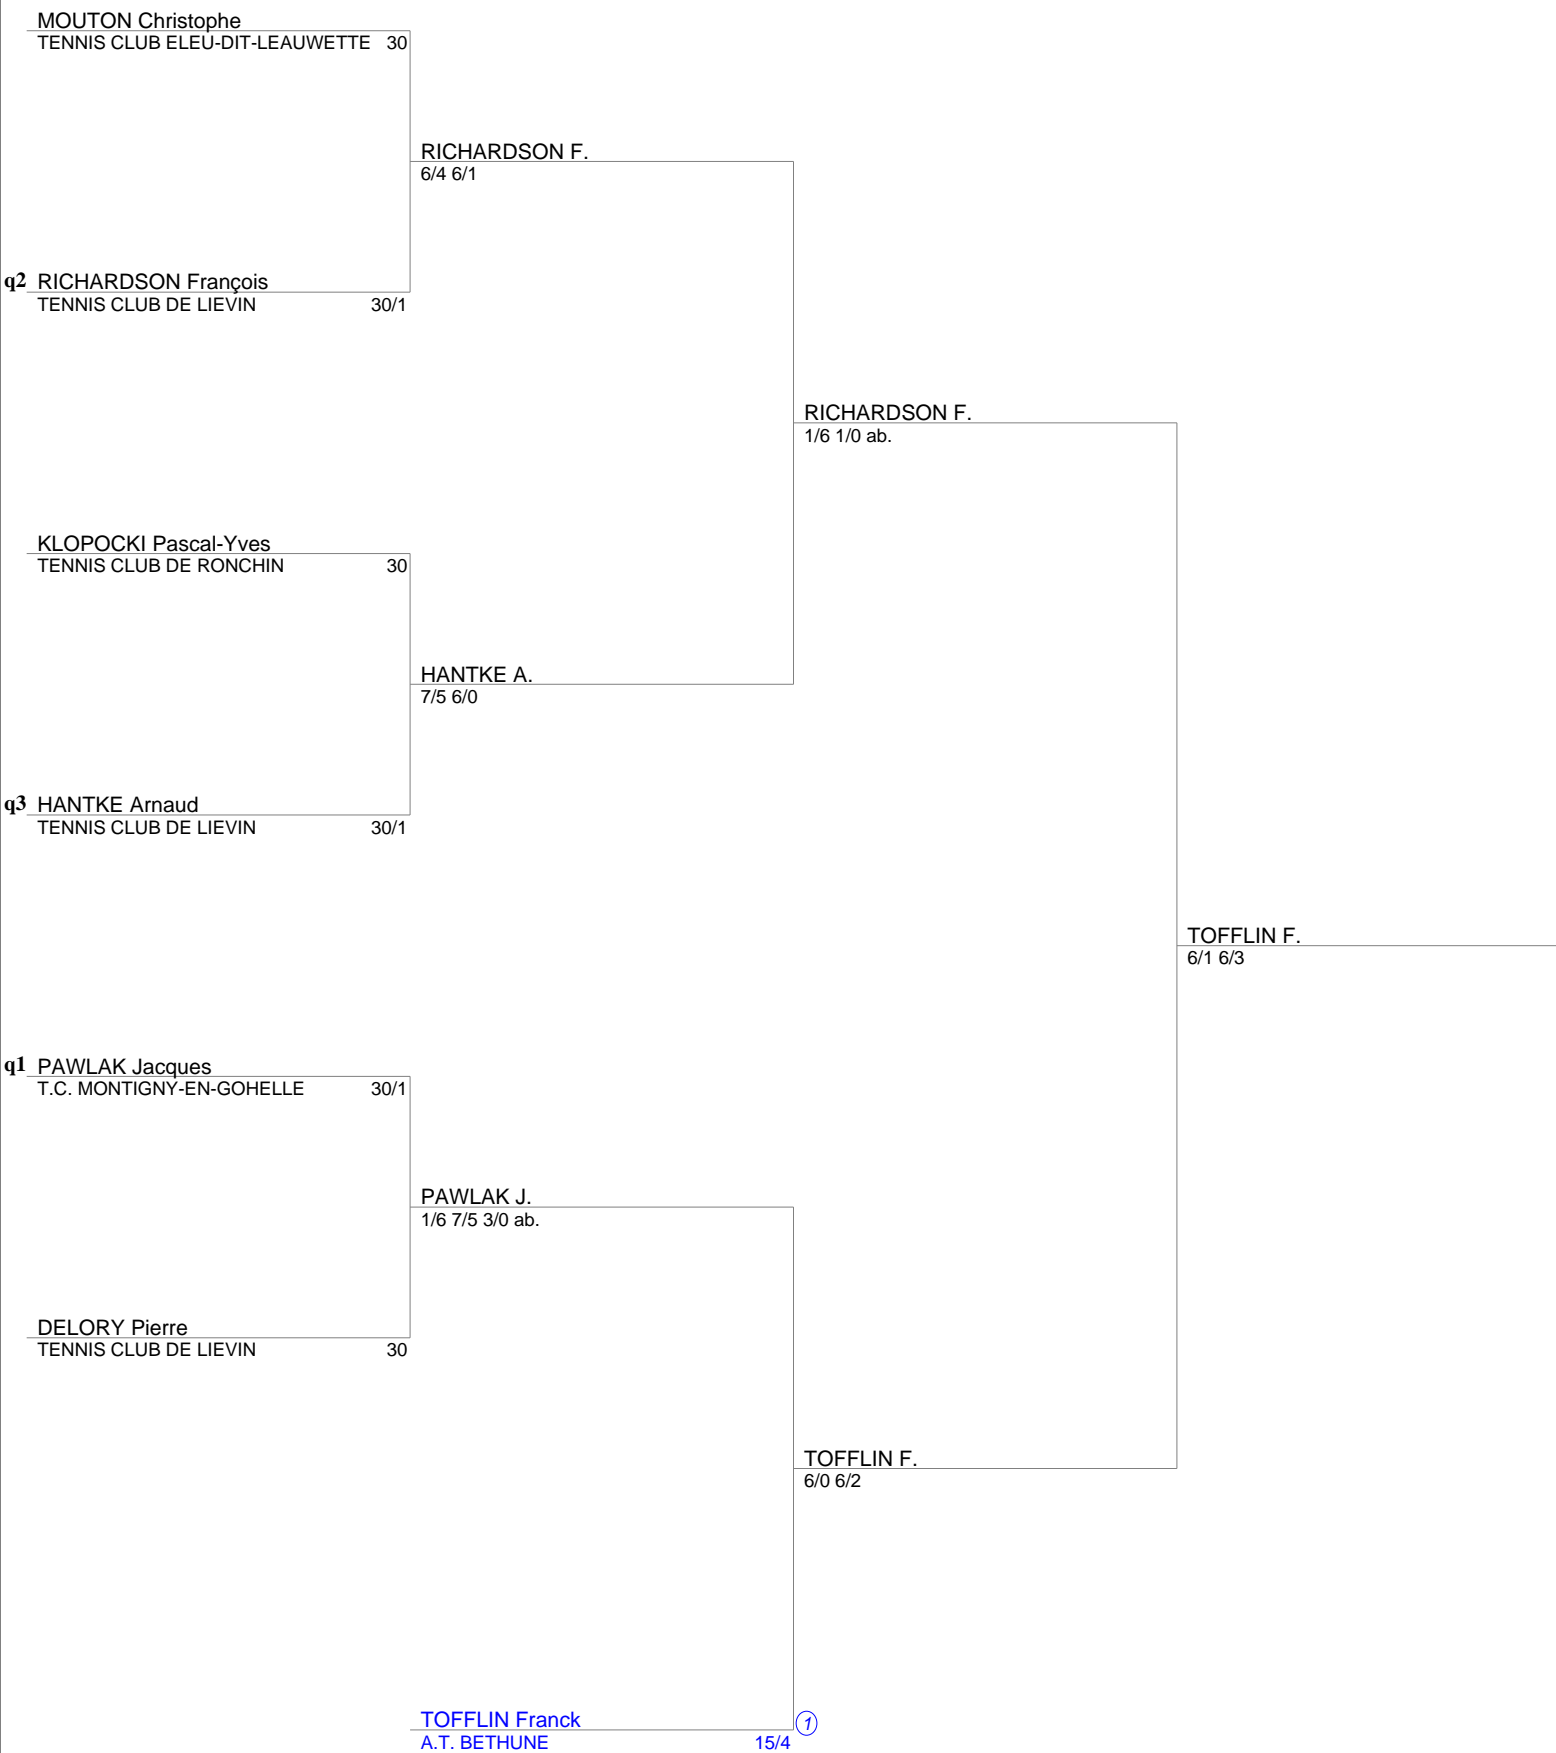 MOUTON Christophe
TENNIS CLUB ELEU-DIT-LEAUWETTE 30
RICHARDSON F.
6/4 6/1
q2 RICHARDSON François
TENNIS CLUB DE LIEVIN 30/1
RICHARDSON F.
1/6 1/0 ab.
KLOPOCKI Pascal-Yves
TENNIS CLUB DE RONCHIN 30
HANTKE A.
7/5 6/0
q3 HANTKE Arnaud
TENNIS CLUB DE LIEVIN 30/1
TOFFLIN F.
6/1 6/3
q1 PAWLAK Jacques
T.C. MONTIGNY-EN-GOHELLE 30/1
PAWLAK J.
1/6 7/5 3/0 ab.
DELORY Pierre
TENNIS CLUB DE LIEVIN 30
TOFFLIN F.
6/0 6/2
TOFFLIN Franck 1
A.T. BETHUNE 15/4